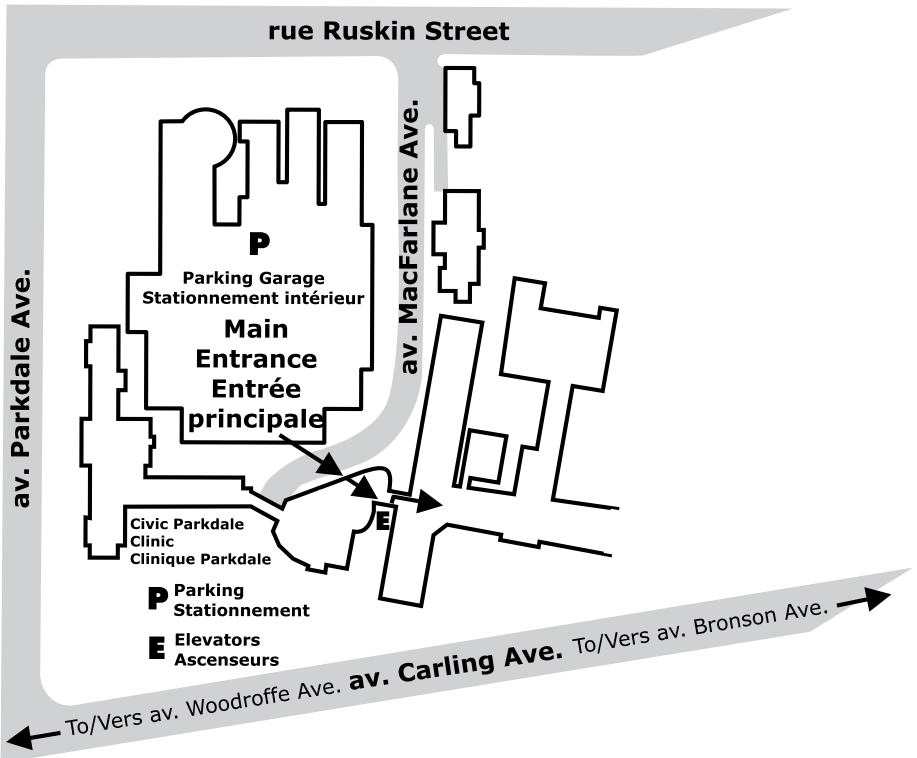 rue Ruskin Street
av. MacFarlane Ave.
av. Parkdale Ave.
P
Parking Garage
Stationnement intérieur
Main
Entrance
Entrée
principale
E
Civic Parkdale
Clinic
Clinique Parkdale
P Parking
Stationnement
E Elevators
Ascenseurs
To/Vers av. Woodroffe Ave. av. Carling Ave. To/Vers av. Bronson Ave.